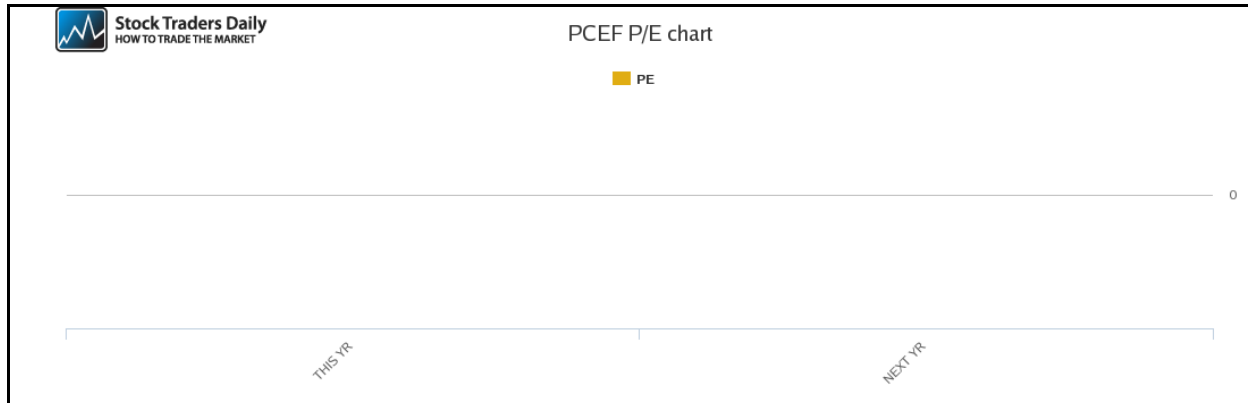 Stock Traders Daily
HOW TO TRADE THE MARKET
PCEF P/E chart
PE
0
THIS YR
NEXT YR